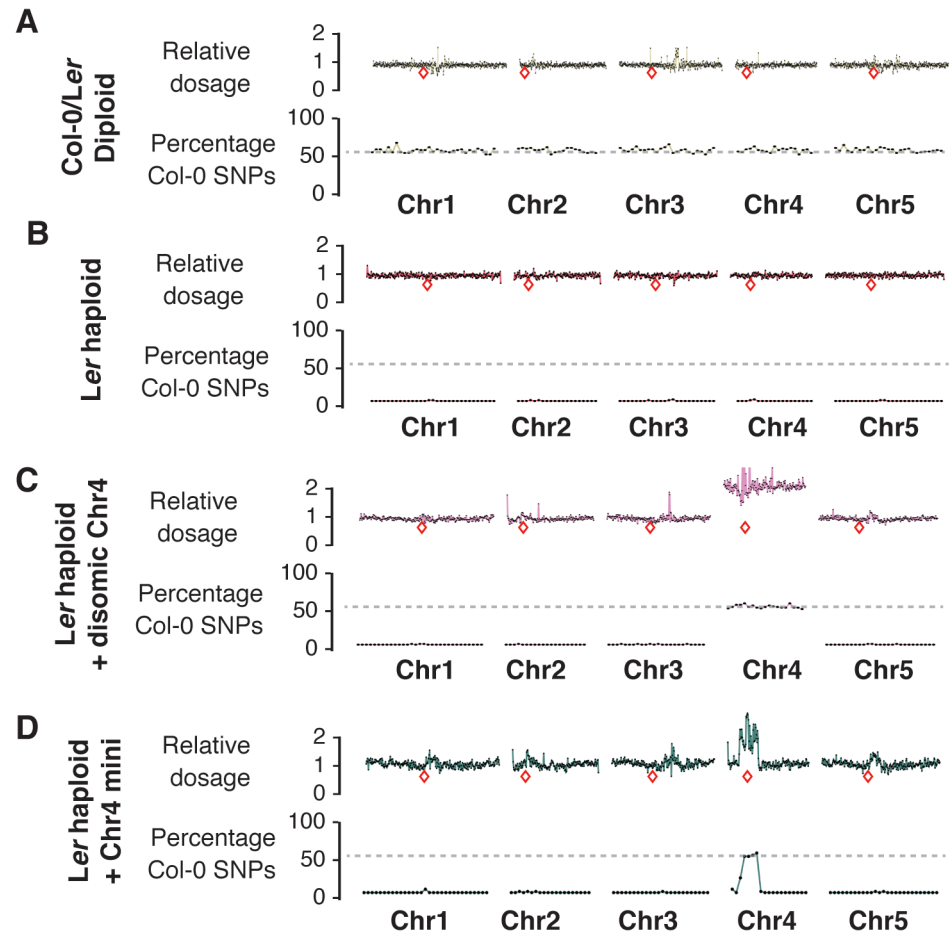 A
Col-0/Ler
Diploid
Relative
dosage
2
1
0
Percentage
Col-0 SNPs
100
50
0
Chr1 Chr2 Chr3 Chr4 Chr5
B
Ler haploid
Relative
dosage
2
1
0
Percentage
Col-0 SNPs
100
50
0
Chr1 Chr2 Chr3 Chr4 Chr5
C
Ler haploid
+ disomic Chr4
Relative
dosage
2
1
0
Percentage
Col-0 SNPs
100
50
0
Chr1 Chr2 Chr3 Chr4 Chr5
D
Ler haploid
+ Chr4 mini
Relative
dosage
2
1
0
Percentage
Col-0 SNPs
100
50
0
Chr1 Chr2 Chr3 Chr4 Chr5